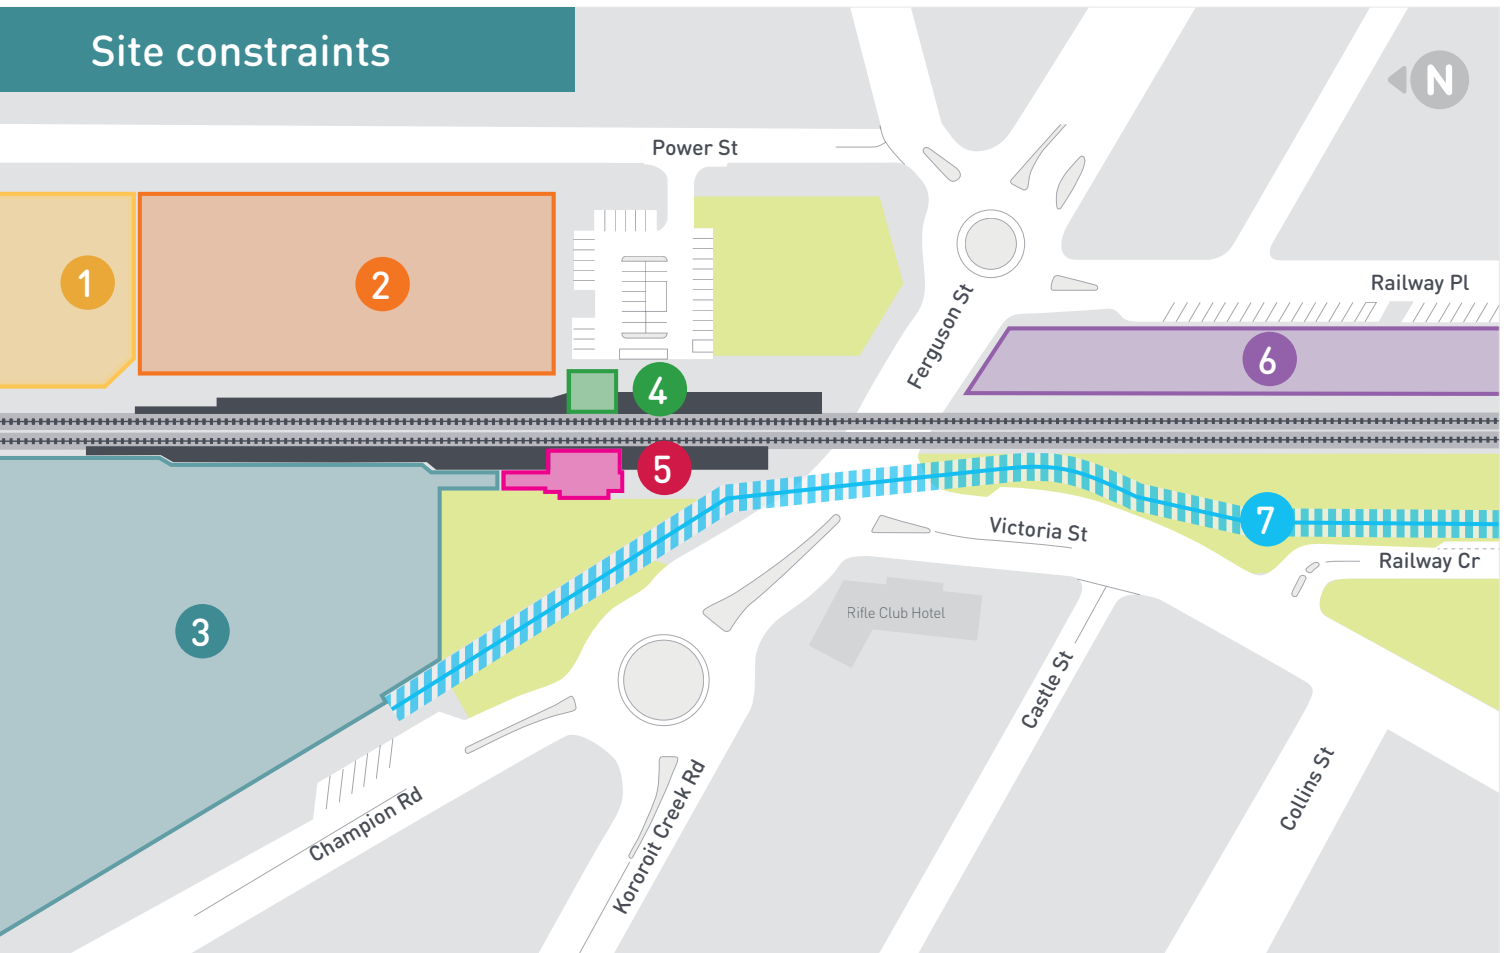 Site constraints
N
Power St
1
2
Railway Pl
Ferguson St
6
4
5
7
Victoria St
Railway Cr
3
Rifle Club Hotel
Castle St
Champion Rd
Kororoit Creek Rd
Collins St